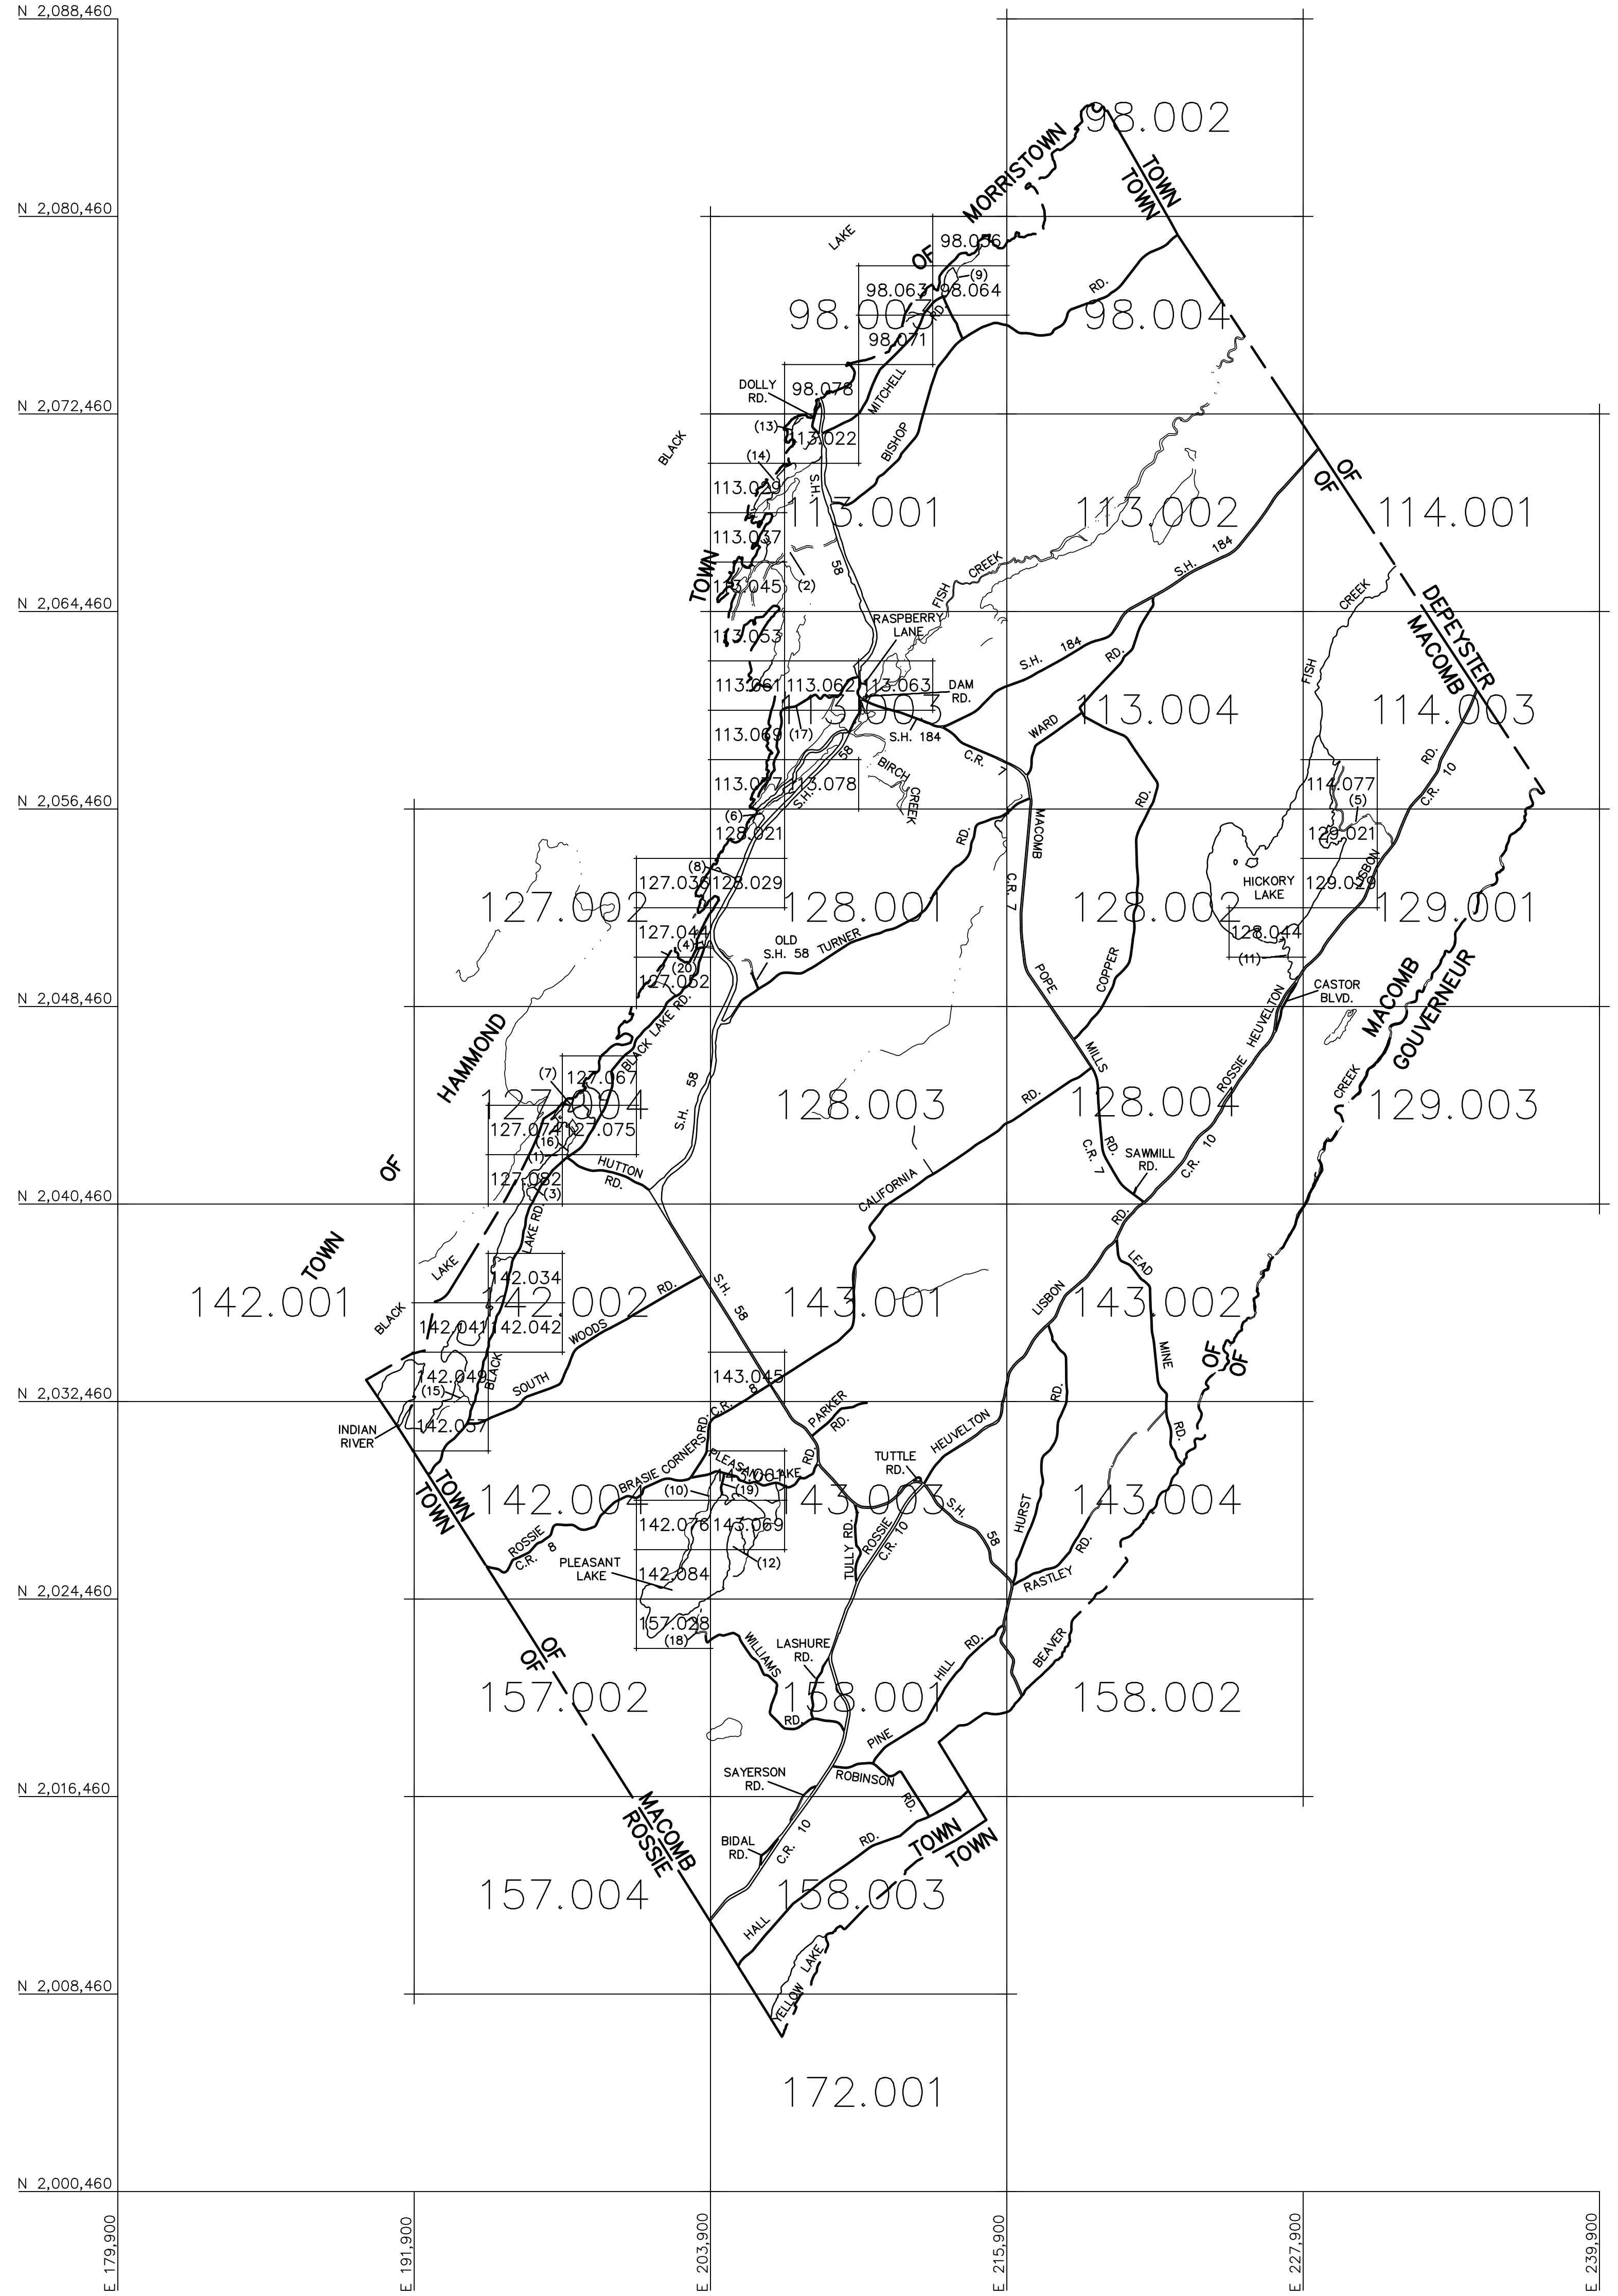 N 2,088,460
98.002
MORRISTOWN
TOWN
TOWN
N 2,080,460
LAKE
OF
98.056
(9)
98.063
98.064
RD.
RD.
98.003
98.004
98.071
DOLLY
RD.
98.078
MITCHELL
N 2,072,460
(13)
113.022
BLACK
BISHOP
(14)
OF
OF
113.029
S.H.
113.001
113.002
114.001
113.037
184
58
CREEK
S.H.
TOWN
113.045
(2)
FISH
CREEK
N 2,064,460
RASPBERRY
LANE
DEPEYSTER
MACOMB
113.053
184
S.H.
RD.
FISH
113.061
113.062
113.063
DAM
RD.
113.003
113.004
114.003
113.069
(17)
S.H. 184
WARD
58
C.R. 7
RD.
BIRCH
CREEK
10
C.R.
113.077
113.078
114.077
S.H.
RD.
(5)
N 2,056,460
(6)
128.021
MACOMB
129.021
RD.
(8)
LISBON
127.036
128.029
C.R. 7
HICKORY
LAKE
129.029
127.002
128.001
128.002
129.001
127.044
128.044
(4)
OLD
S.H. 58
TURNER
(11)
(20)
127.052
POPE
COPPER
MACOMB
GOUVERNEUR
CASTOR
BLVD.
N 2,048,460
BLACK LAKE RD.
HEUVELTON
HAMMOND
MILLS
127.067
(7)
58
ROSSIE
CREEK
127.004
128.003
RD.
128.004
129.003
127.074
127.075
S.H.
(16)
(1)
RD.
C.R. 7
10
C.R.
SAWMILL
RD.
OF
HUTTON
RD.
127.082
(3)
CALIFORNIA
N 2,040,460
LAKE RD.
RD.
TOWN
LEAD
LAKE
142.034
RD.
S.H. 58
LISBON
142.001
142.002
143.001
143.002
BLACK
142.041
142.042
WOODS
MINE
OF
OF
BLACK
142.049
(15)
SOUTH
143.045
8
RD.
N 2,032,460
C.R.
PARKER
RD.
INDIAN
RIVER
142.057
RD.
HEUVELTON
RD.
BRASIE CORNERS
RD.
TUTTLE
RD.
TOWN
TOWN
PLEASANT LAKE
143.061
(10)
(19)
142.004
143.003
S.H. 58
HURST
143.004
142.076
143.069
ROSSIE
C.R. 8
TULLY RD.
ROSSIE
C.R. 10
RD.
PLEASANT
LAKE
(12)
142.084
RASTLEY
N 2,024,460
157.028
(18)
WILLIAMS
RD.
LASHURE
RD.
RD.
HILL
BEAVER
OF
OF
157.002
158.001
158.002
PINE
SAYERSON
RD.
ROBINSON
RD.
N 2,016,460
MACOMB
ROSSIE
TOWN
TOWN
BIDAL
RD.
C.R. 10
RD.
157.004
158.003
HALL
YELLOW LAKE
N 2,008,460
172.001
N 2,000,460
E 179,900
E 191,900
E 203,900
E 215,900
E 227,900
E 239,900